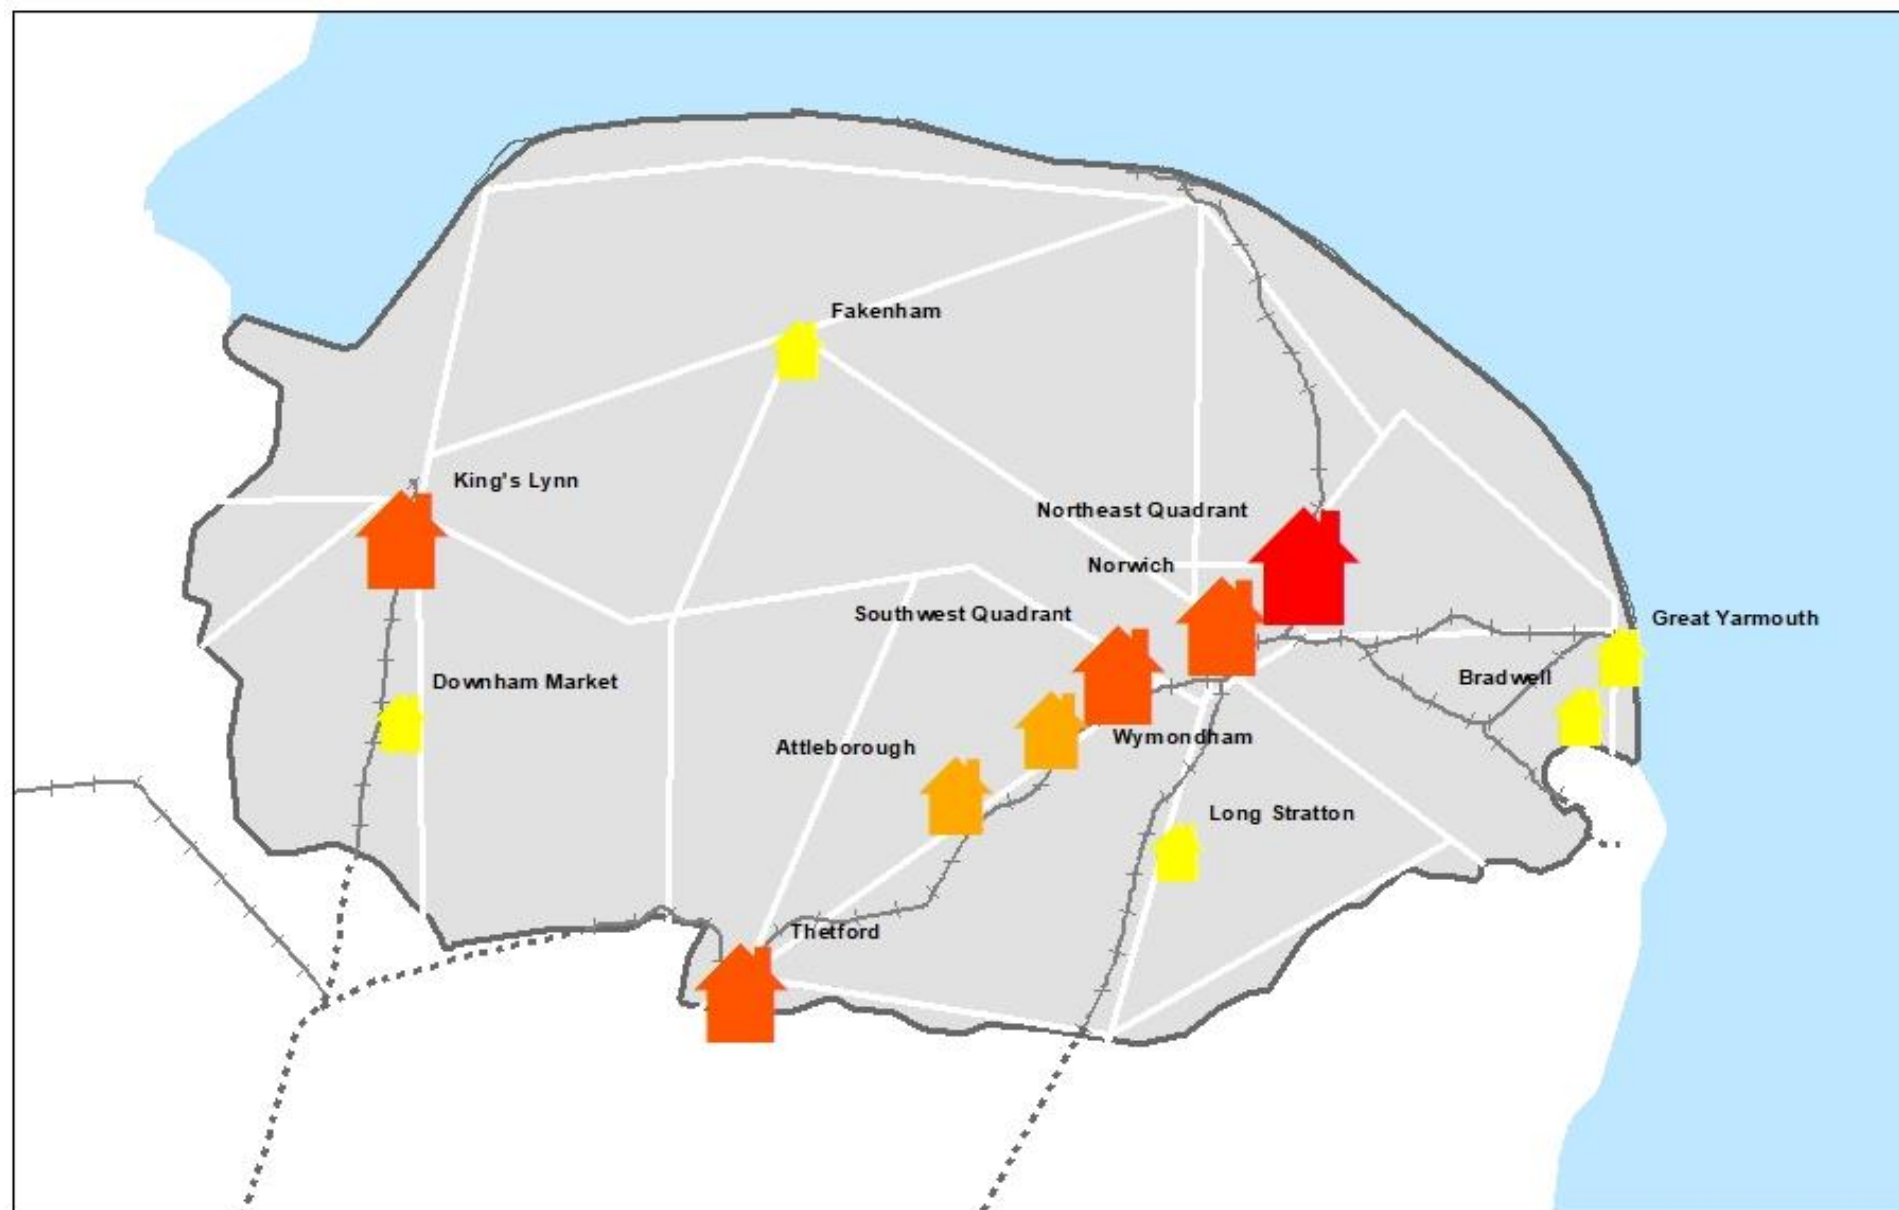 Fakenham
King's Lynn
Northeast Quadrant
Norwich
Southwest Quadrant
Great Yarmouth
Bradwell
Downham Market
Wymondham
Attleborough
Long Stratton
Thetford